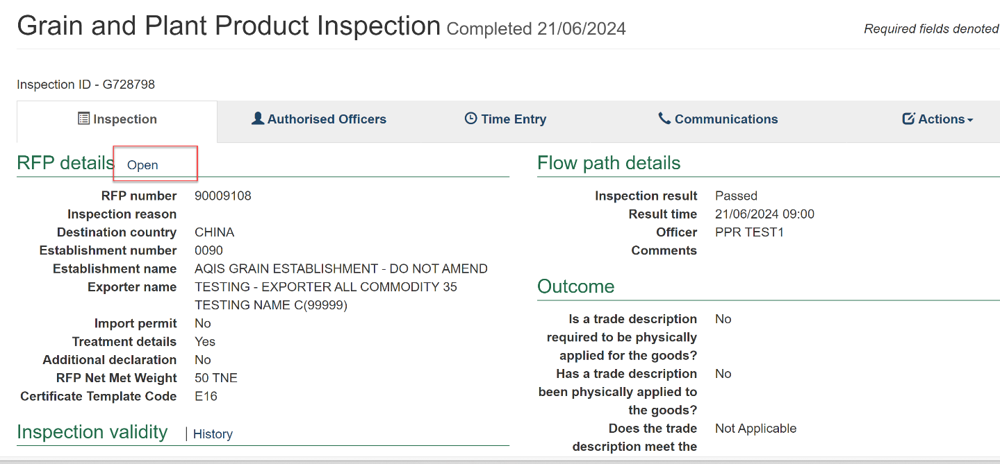 Grain and Plant Product Inspection Completed 21/06/2024
Required fields denoted
Inspection ID - G728798
Inspection
Authorised Officers
Time Entry
Communications
Actions
RFP details Open
RFP number 90009108
Inspection reason
Destination country CHINA
Establishment number 0090
Establishment name AQIS GRAIN ESTABLISHMENT - DO NOT AMEND
Exporter name TESTING - EXPORTER ALL COMMODITY 35
TESTING NAME C(99999)
Import permit No
Treatment details Yes
Additional declaration No
RFP Net Met Weight 50 TNE
Certificate Template Code E16
Inspection validity | History
Flow path details
Inspection result Passed
Result time 21/06/2024 09:00
Officer PPR TEST1
Comments
Outcome
Is a trade description No
required to be physically
applied for the goods?
Has a trade description No
been physically applied to
the goods?
Does the trade Not Applicable
description meet the